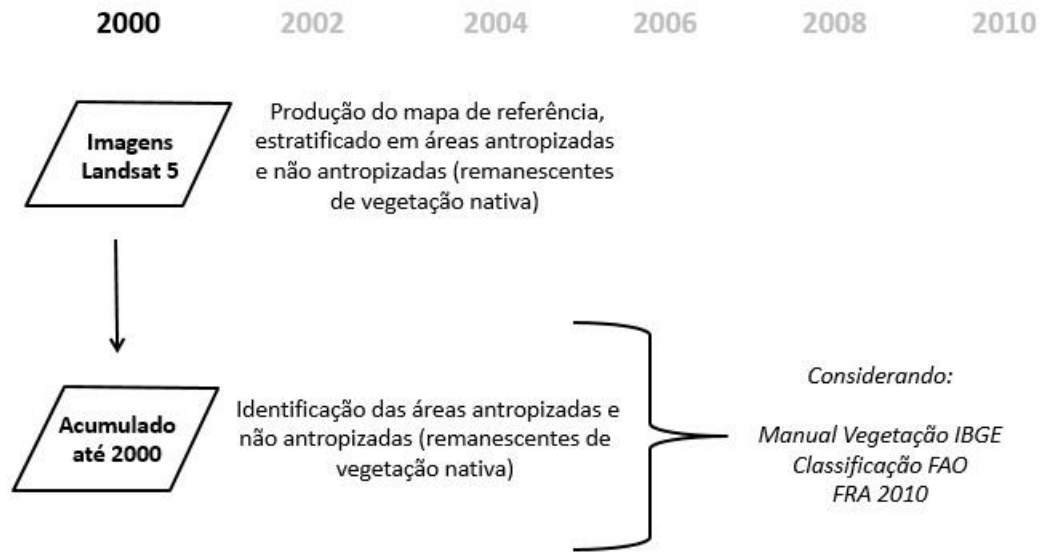 2000 2002 2004 2006 2008 2010
Imagens
Landsat 5
Produção do mapa de referência,
estratificado em áreas antropizadas
e não antropizadas (remanescentes
de vegetação nativa)
Acumulado
até 2000
Identificação das áreas antropizadas e
não antropizadas (remanescentes de
vegetação nativa)
Considerando:
Manual Vegetação IBGE
Classificação FAO
FRA 2010